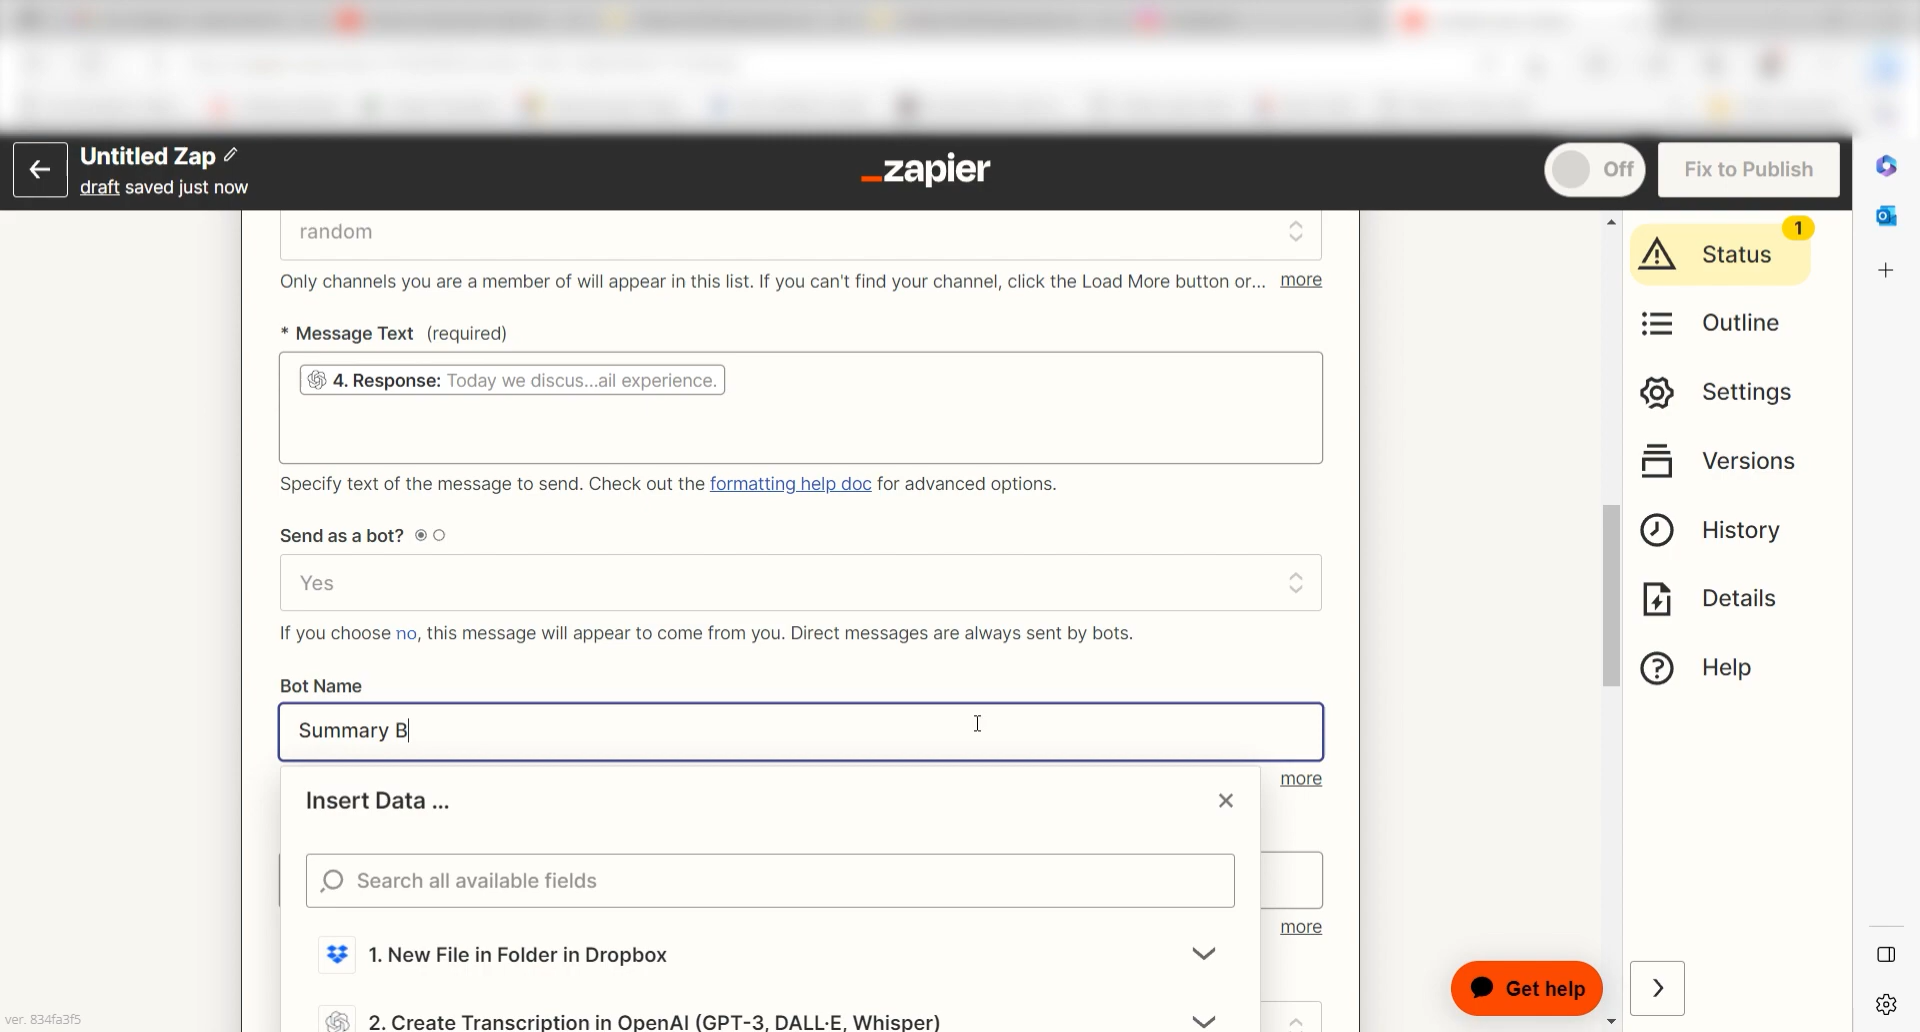 Untitled Zap
draft saved just now
zapier
Off
Fix to Publish
random
Only channels you are a member of will appear in this list. If you can't find your channel, click the Load More button or... more
* Message Text (required)
4. Response: Today we discus...ail experience.
Specify text of the message to send. Check out the formatting help doc for advanced options.
Send as a bot?
Yes
If you choose no, this message will appear to come from you. Direct messages are always sent by bots.
Bot Name
Summary B
more
Insert Data ...
Search all available fields
more
1. New File in Folder in Dropbox
2. Create Transcription in OpenAI (GPT-3, DALL·E, Whisper)
1
Status
Outline
Settings
Versions
History
Details
Help
Get help
ver. 834fa3f5